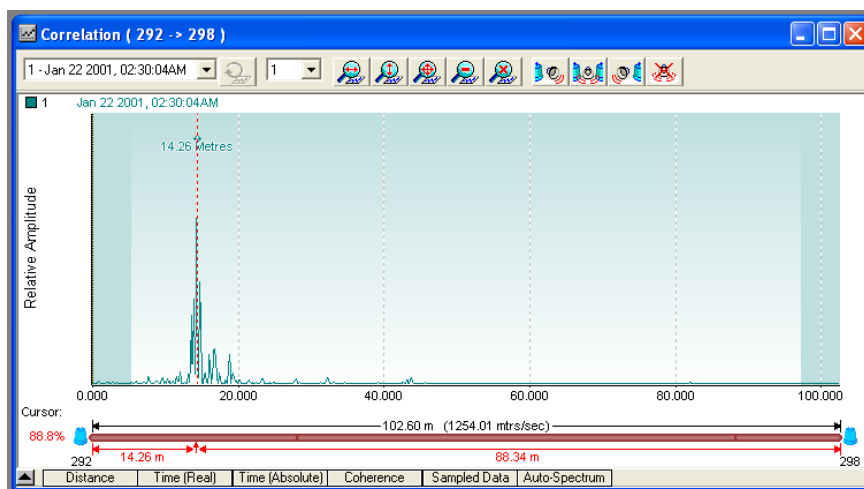 Correlation ( 292 -> 298 )
1 - Jan 22 2001, 02:30:04AM 1
1 Jan 22 2001, 02:30:04AM
14.26 Metres
Relative Amplitude
0.000 20.000 40.000 60.000 80.000 100.000
Cursor:
102.60 m (1254.01 mtrs/sec)
88.8%
292 14.26 m 88.34 m 298
Distance Time (Real) Time (Absolute) Coherence Sampled Data Auto-Spectrum